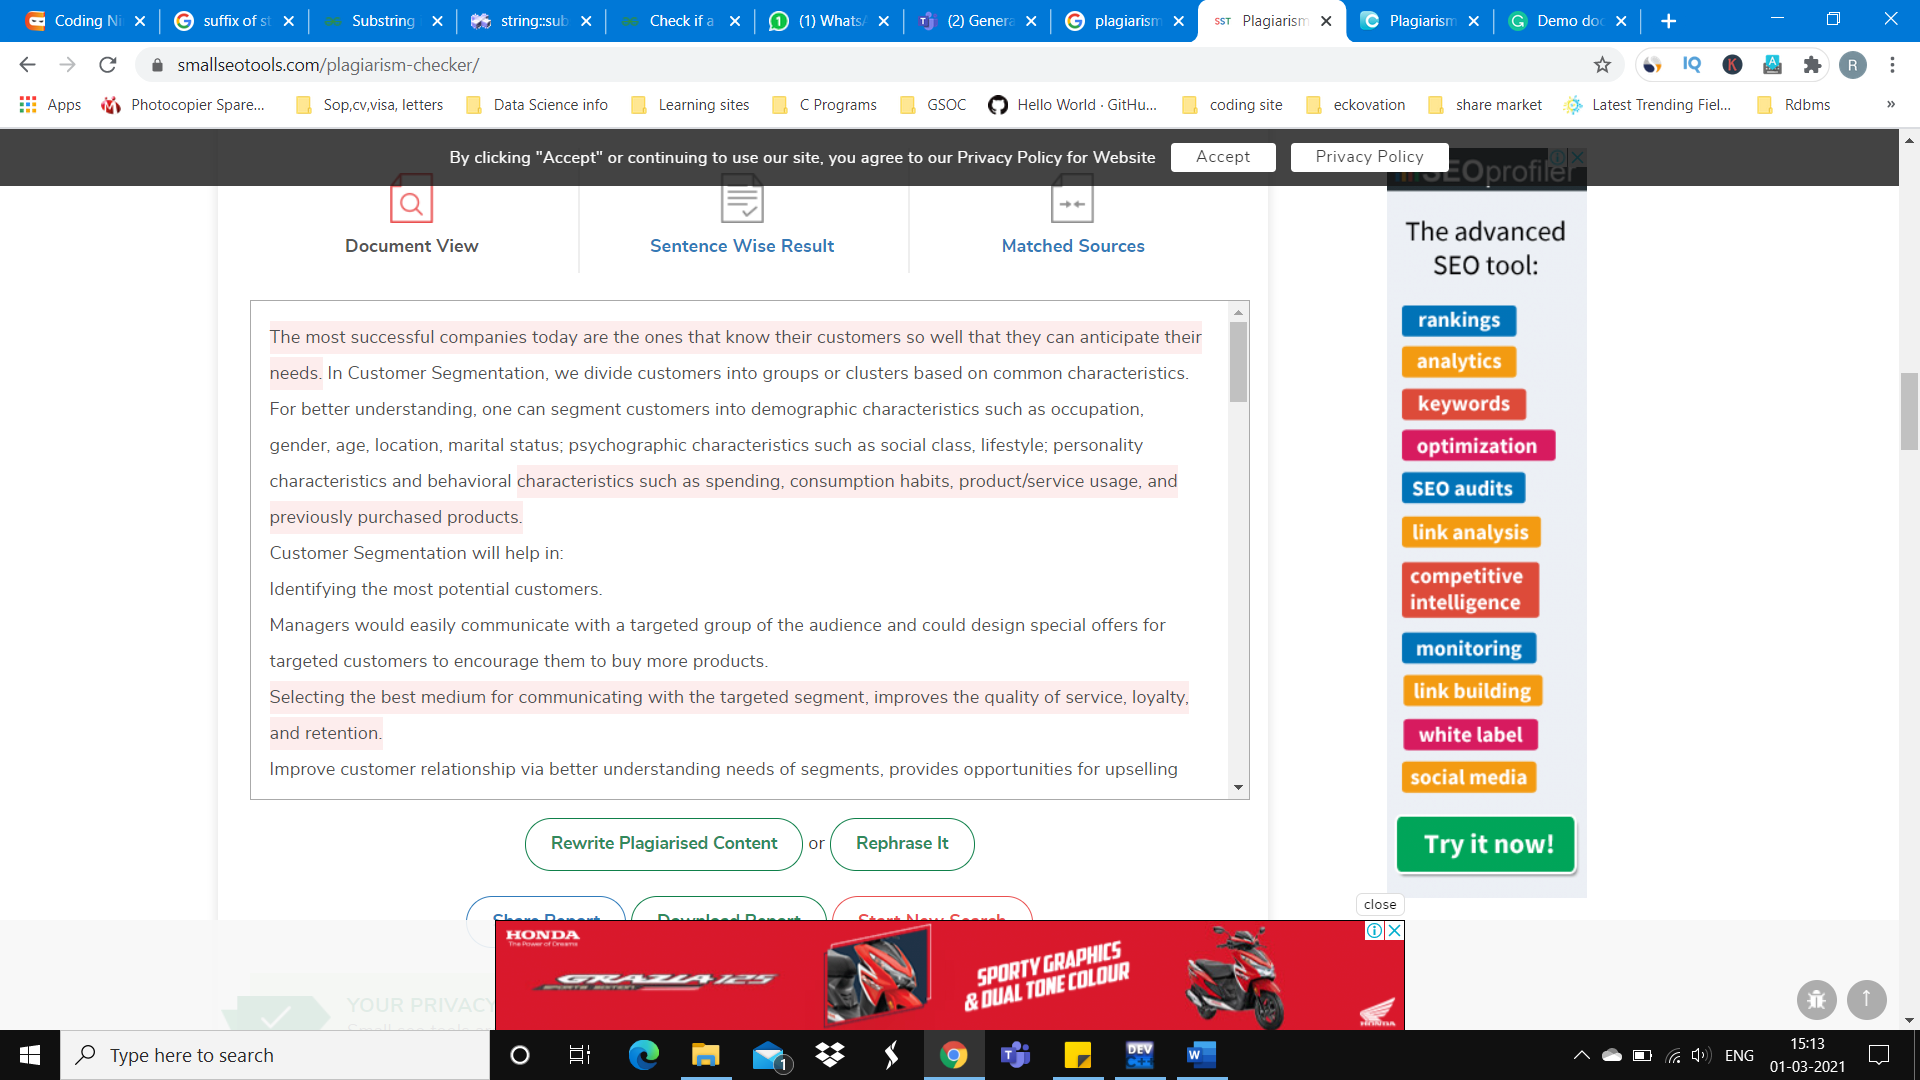 Coding Ni
suffix of st
Substring
string::sub
Check if a
(1) WhatsA
(2) Genera
plagiarism
SST Plagiarism
Plagiarism
Demo doc
smallseotools.com/plagiarism-checker/
IQ
K
A
R
Apps
Photocopier Spare...
Sop,cv,visa, letters
Data Science info
Learning sites
C Programs
GSOC
Hello World · GitHu...
coding site
eckovation
share market
Latest Trending Fiel...
Rdbms
»
By clicking "Accept" or continuing to use our site, you agree to our Privacy Policy for Website
Accept
Privacy Policy
Document View
Sentence Wise Result
Matched Sources
The most successful companies today are the ones that know their customers so well that they can anticipate their
needs. In Customer Segmentation, we divide customers into groups or clusters based on common characteristics.
For better understanding, one can segment customers into demographic characteristics such as occupation,
gender, age, location, marital status; psychographic characteristics such as social class, lifestyle; personality
characteristics and behavioral characteristics such as spending, consumption habits, product/service usage, and
previously purchased products.
Customer Segmentation will help in:
Identifying the most potential customers.
Managers would easily communicate with a targeted group of the audience and could design special offers for
targeted customers to encourage them to buy more products.
Selecting the best medium for communicating with the targeted segment, improves the quality of service, loyalty,
and retention.
Improve customer relationship via better understanding needs of segments, provides opportunities for upselling
Rewrite Plagiarised Content or Rephrase It
Share Report
Download Report
Start New Search
SEOprofiler
The advanced
SEO tool:
rankings
analytics
keywords
optimization
SEO audits
link analysis
competitive
intelligence
monitoring
link building
white label
social media
Try it now!
close
HONDA
The Power of Dreams
GRAZIA 125
SPORTS EDITION
SPORTY GRAPHICS
& DUAL TONE COLOUR
HONDA
YOUR PRIVACY
Type here to search
1
DEV
C++
W
ENG
15:13
01-03-2021